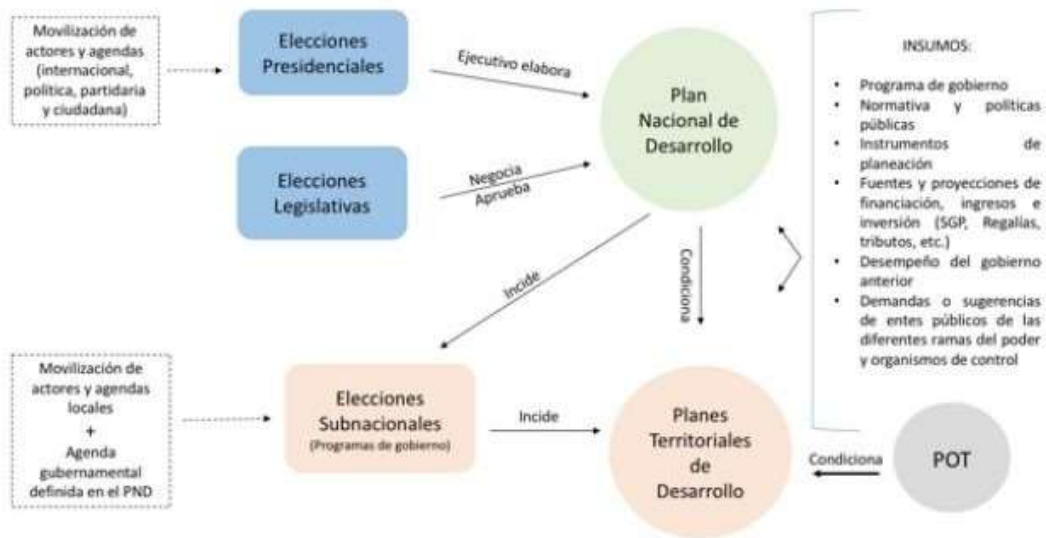 Movilización de
actores y agendas
(internacional,
política, partidaria
y ciudadana)
Elecciones
Presidenciales
Ejecutivo elabora
Plan
Nacional de
Desarrollo
Elecciones
Legislativas
Negocia
Aprueba
Incide
Condiciona
INSUMOS:
• Programa de gobierno
• Normativa y políticas
públicas
• Instrumentos de
planeación
• Fuentes y proyecciones de
financiación, ingresos e
inversión (SGP, Regalías,
tributos, etc.)
• Desempeño del gobierno
anterior
• Demandas o sugerencias
de entes públicos de las
diferentes ramas del poder
y organismos de control
Movilización de
actores y agendas
locales
+
Agenda
gubernamental
definida en el PND
Elecciones
Subnacionales
(Programas de gobierno)
Incide
Planes
Territoriales
de
Desarrollo
Condiciona
POT